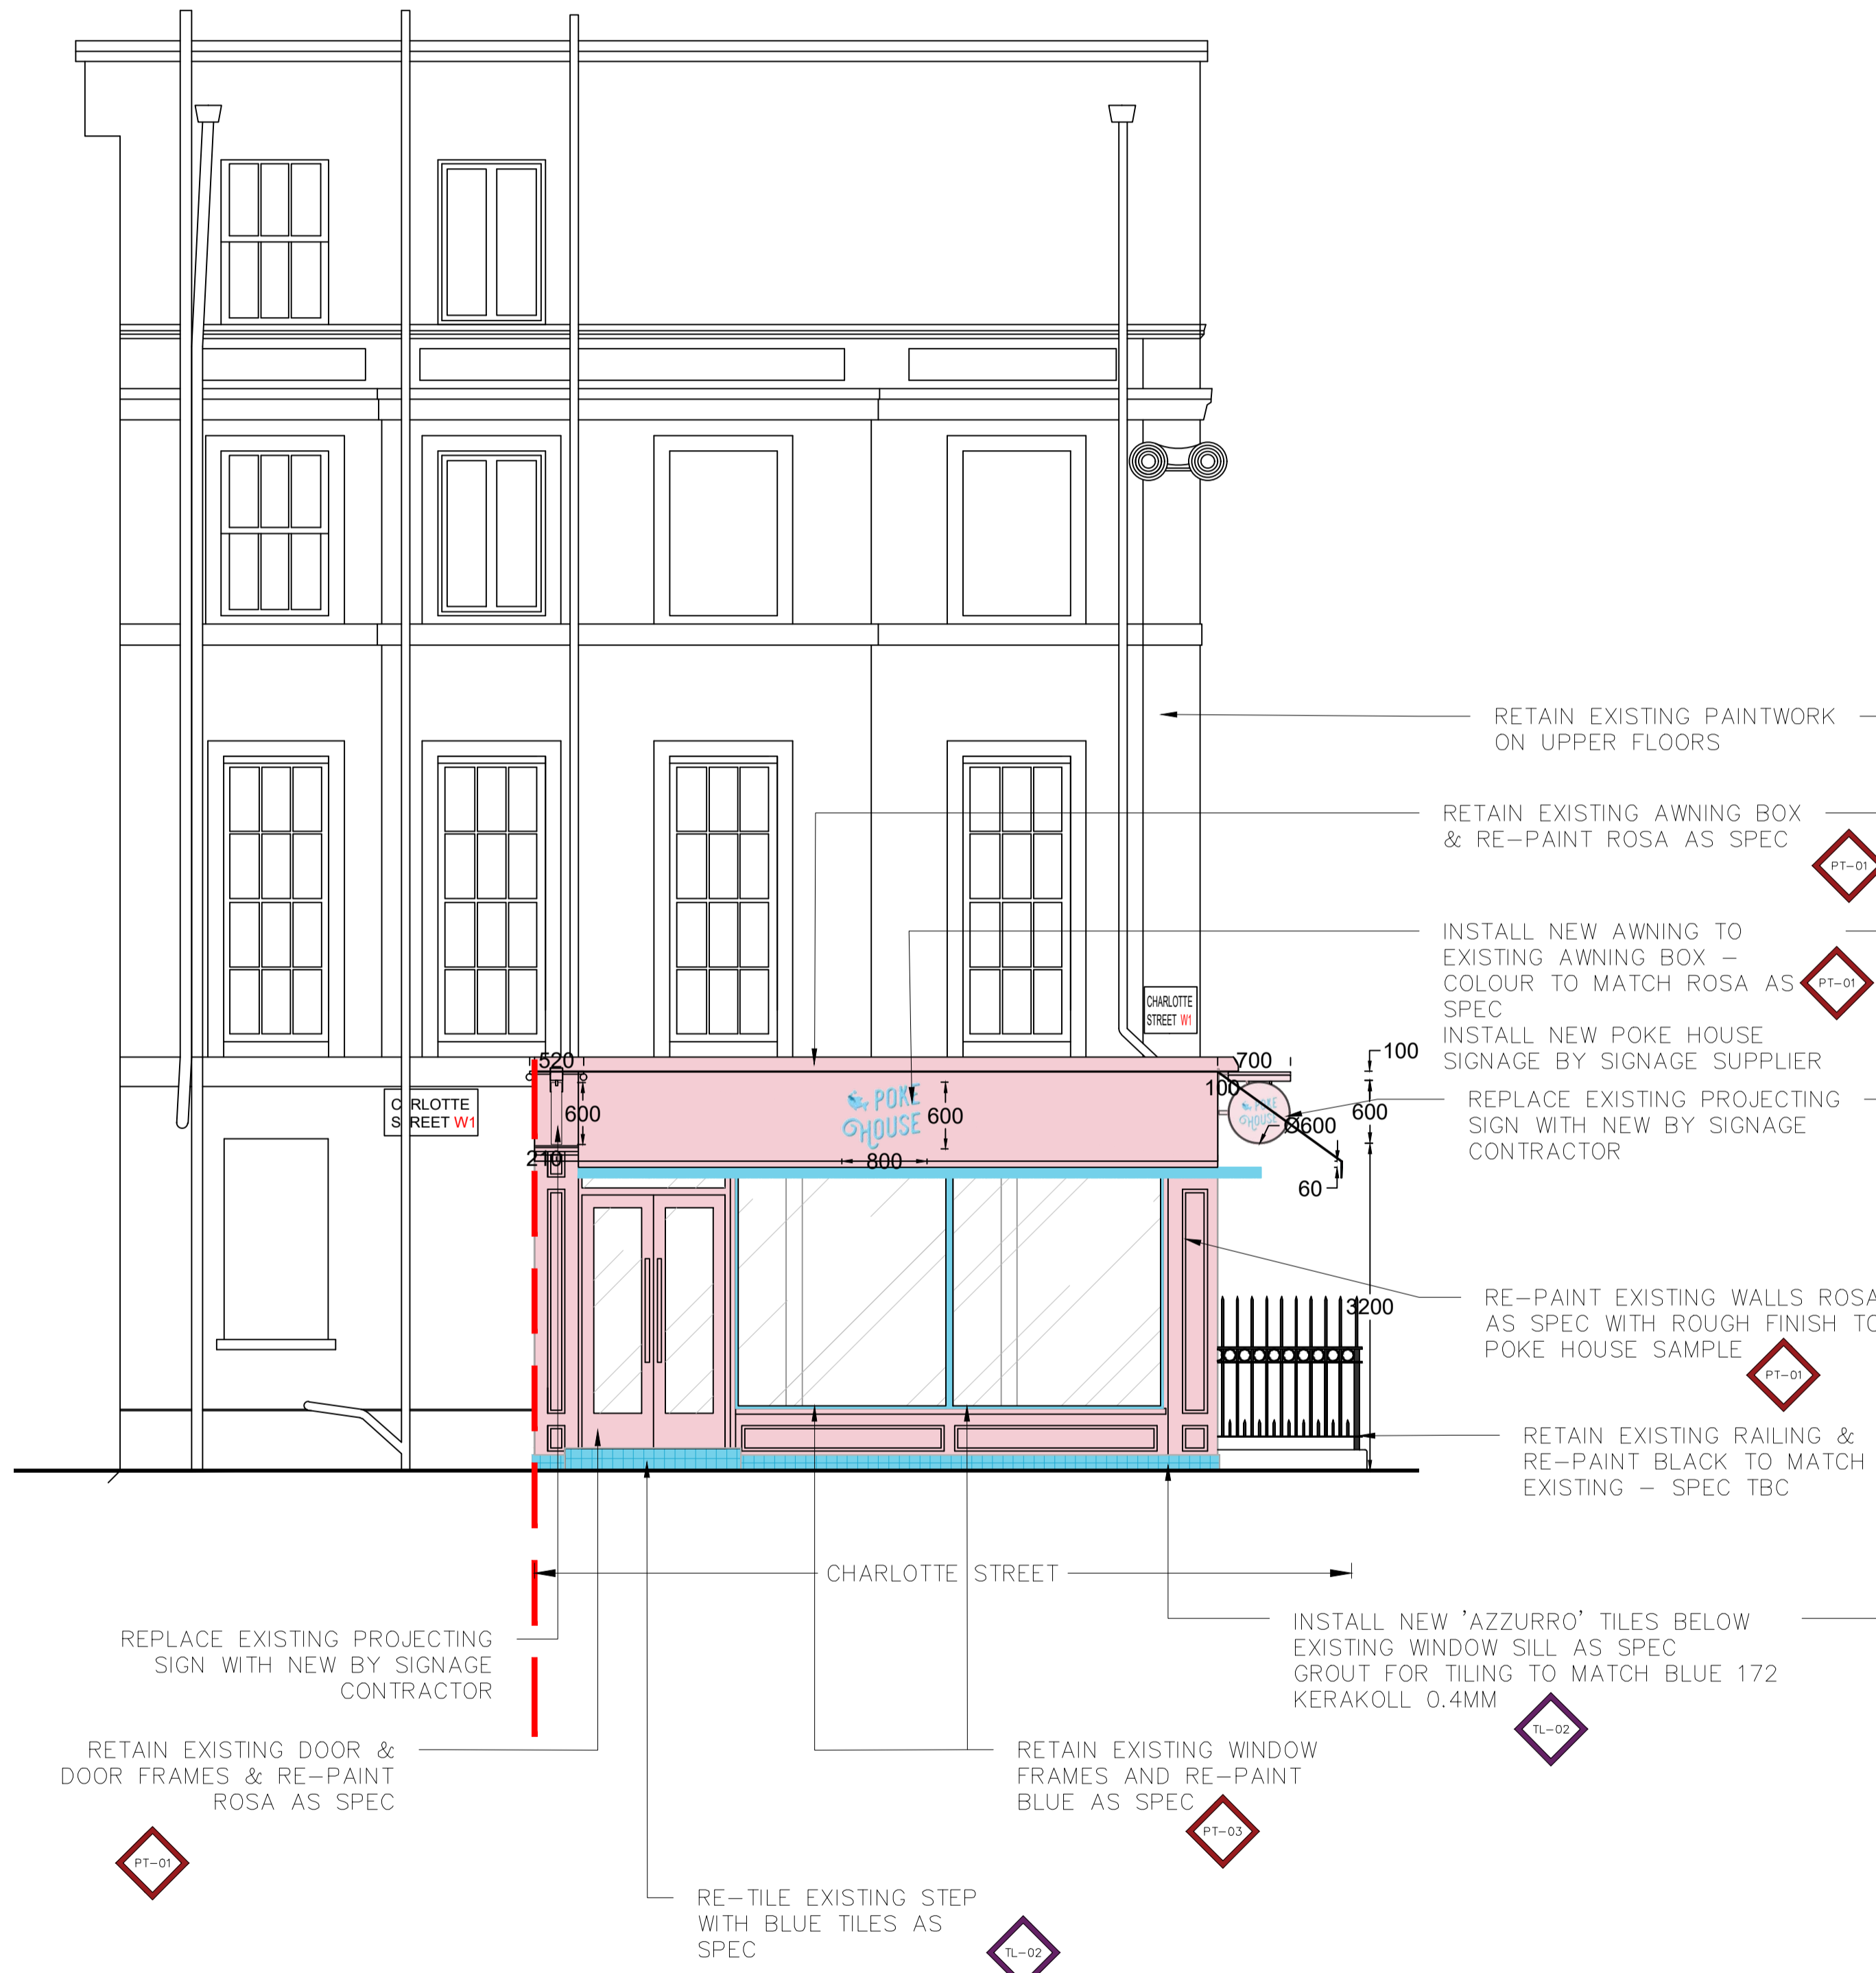 RETAIN EXISTING PAINTWORK
ON UPPER FLOORS
RETAIN EXISTING AWNING BOX
& RE-PAINT ROSA AS SPEC
PT-01
INSTALL NEW AWNING TO
EXISTING AWNING BOX -
COLOUR TO MATCH ROSA AS
SPEC
PT-01
INSTALL NEW POKE HOUSE
SIGNAGE BY SIGNAGE SUPPLIER
CHARLOTTE
STREET W1
520
700
100
100
600
POKE
HOUSE
600
800
POKE
HOUSE
Ø600
600
60
210
C RLOTTE
S REET W1
REPLACE EXISTING PROJECTING
SIGN WITH NEW BY SIGNAGE
CONTRACTOR
3200
RE-PAINT EXISTING WALLS ROSA
AS SPEC WITH ROUGH FINISH TO
POKE HOUSE SAMPLE
PT-01
RETAIN EXISTING RAILING &
RE-PAINT BLACK TO MATCH
EXISTING - SPEC TBC
CHARLOTTE STREET
REPLACE EXISTING PROJECTING
SIGN WITH NEW BY SIGNAGE
CONTRACTOR
INSTALL NEW 'AZZURRO' TILES BELOW
EXISTING WINDOW SILL AS SPEC
GROUT FOR TILING TO MATCH BLUE 172
KERAKOLL 0.4MM
TL-02
RETAIN EXISTING DOOR &
DOOR FRAMES & RE-PAINT
ROSA AS SPEC
PT-01
RETAIN EXISTING WINDOW
FRAMES AND RE-PAINT
BLUE AS SPEC
PT-03
RE-TILE EXISTING STEP
WITH BLUE TILES AS
SPEC
TL-02